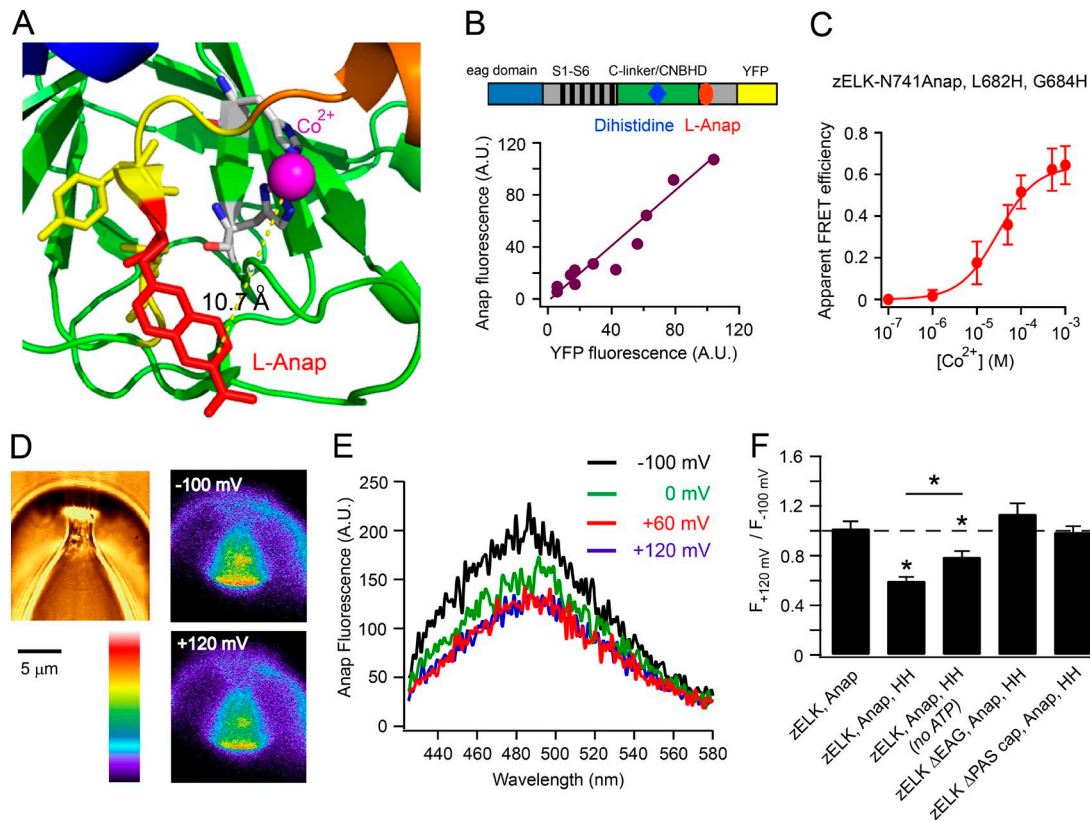 A
Co2+
10.7 Å
L-Anap
B
eag domain
S1-S6
C-linker/CNBHD
YFP
Dihistidine
L-Anap
Anap fluorescence (A.U.)
120
80
40
0
0
40
80
120
YFP fluorescence (A.U.)
C
zELK-N741Anap, L682H, G684H
Apparent FRET efficiency
0.8
0.6
0.4
0.2
0.0
10-7
10-6
10-5
10-4
10-3
[Co2+] (M)
D
-100 mV
+120 mV
5 μm
E
-100 mV
0 mV
+60 mV
+120 mV
Anap Fluorescence (A.U.)
250
200
150
100
50
0
440
460
480
500
520
540
560
580
Wavelength (nm)
F
F+120 mV / F-100 mV
1.6
1.2
0.8
0.4
0
*
*
*
zELK, Anap
zELK, Anap, HH
zELK, Anap, HH
(no ATP)
zELK ΔEAG, Anap, HH
zELK ΔPAS cap, Anap, HH